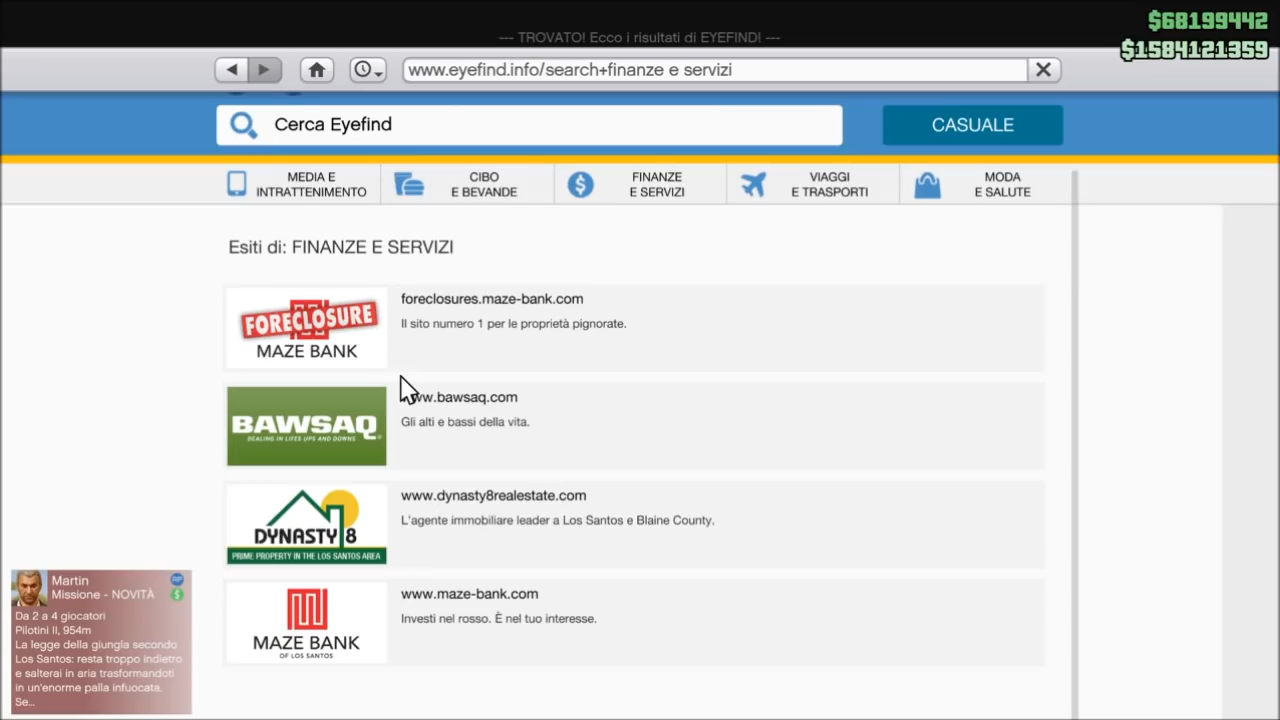 $68199442
--- TROVATO! Ecco i risultati di EYEFIND! ---
$1584121359
www.eyefind.info/search+finanze e servizi
Cerca Eyefind
CASUALE
MEDIA E
INTRATTENIMENTO
CIBO
E BEVANDE
FINANZE
E SERVIZI
VIAGGI
E TRASPORTI
MODA
E SALUTE
Esiti di: FINANZE E SERVIZI
FORECLOSURE
MAZE BANK
foreclosures.maze-bank.com
Il sito numero 1 per le proprietà pignorate.
BAWSAQ
DEALING IN LIFES UPS AND DOWNS
www.bawsaq.com
Gli alti e bassi della vita.
DYNASTY 8
PRIME PROPERTY IN THE LOS SANTOS AREA
www.dynasty8realestate.com
L'agente immobiliare leader a Los Santos e Blaine County.
MAZE BANK
OF LOS SANTOS
www.maze-bank.com
Investi nel rosso. È nel tuo interesse.
Martin
RP
Missione - NOVITÀ
$
Da 2 a 4 giocatori
Pilotini II, 954m
La legge della giungla secondo
Los Santos: resta troppo indietro
e salterai in aria trasformandoti
in un'enorme palla infuocata.
Se...